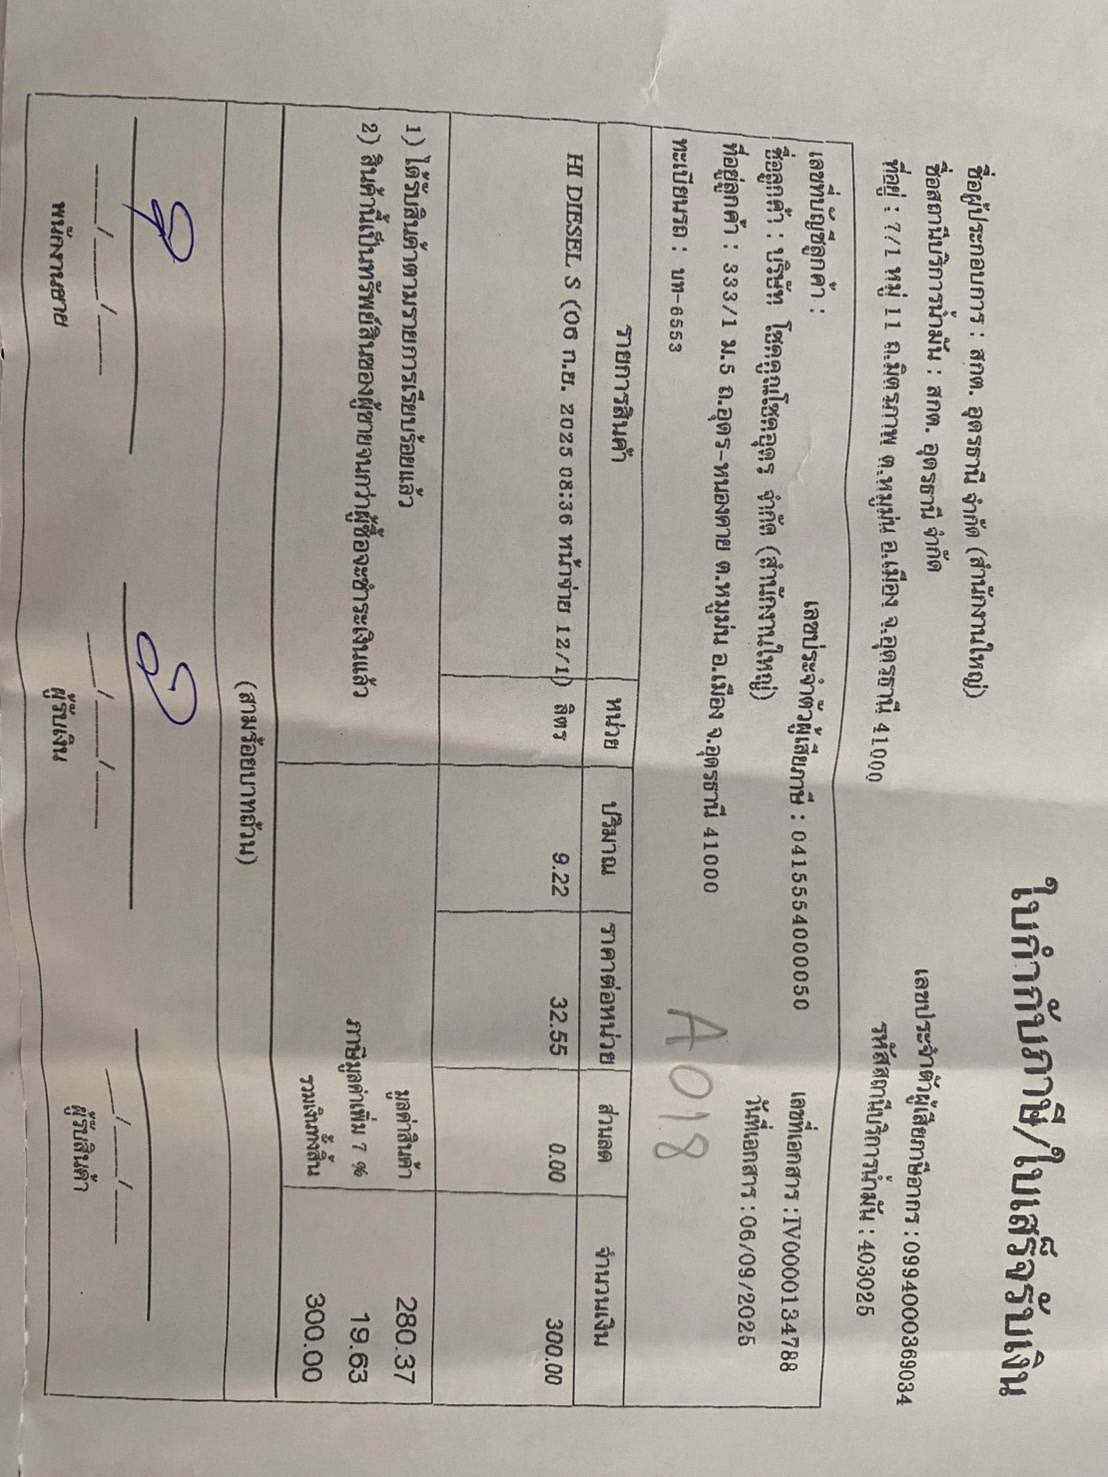 ใบกำกับภาษี/ใบเสร็จรับเงิน
ชื่อผู้ประกอบการ : สกต. อุดรธานี จำกัด (สำนักงานใหญ่)
เลขประจำตัวผู้เสียภาษีอากร : 0994000369034
ชื่อสถานีบริการน้ำมัน : สกต. อุดรธานี จำกัด
รหัสสถานีบริการน้ำมัน : 403025
ที่อยู่ : 7/1 หมู่ 11 ถ.มิตรภาพ ต.หมูม่น อ.เมือง จ.อุดรธานี 41000
เลขที่บัญชีลูกค้า :
เลขประจำตัวผู้เสียภาษี : 0415554000050
เลขที่เอกสาร :IV0000134788
ชื่อลูกค้า : บริษัท โชคคูณโชคอุดร จำกัด (สำนักงานใหญ่)
วันที่เอกสาร :06/09/2025
ที่อยู่ลูกค้า : 333/1 ม.5 ถ.อุดร-หนองคาย ต.หมูม่น อ.เมือง จ.อุดรธานี 41000
ทะเบียนรถ : บท-6553
A018
รายการสินค้า หน่วย ปริมาณ ราคาต่อหน่วย ส่วนลด จำนวนเงิน
HI DIESEL S (06 ก.ย. 2025 08:36 หน้าจ่าย 12/1) ลิตร 9.22 32.55 0.00 300.00
1) ได้รับสินค้าตามรายการเรียบร้อยแล้ว
มูลค่าสินค้า 280.37
2) สินค้านี้เป็นทรัพย์สินของผู้ขายจนกว่าผู้ซื้อจะชำระเงินแล้ว
ภาษีมูลค่าเพิ่ม 7 % 19.63
รวมเงินทั้งสิ้น 300.00
(สามร้อยบาทถ้วน)
___/___/___ ___/___/___ ___/___/___
พนักงานขาย ผู้รับเงิน ผู้รับสินค้า